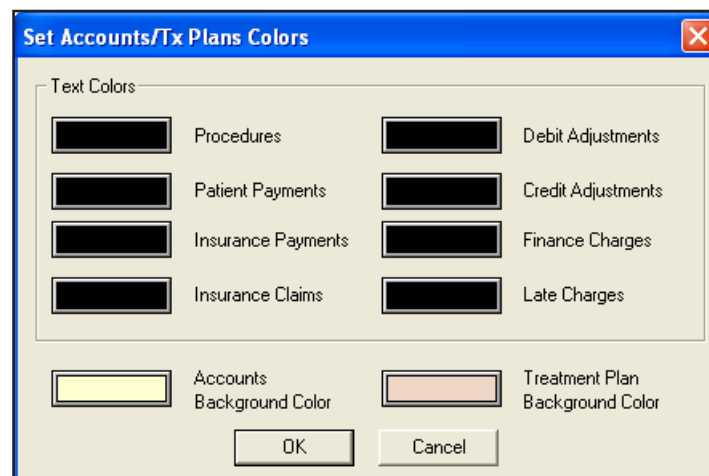 Set Accounts/Tx Plans Colors
Text Colors
Procedures
Debit Adjustments
Patient Payments
Credit Adjustments
Insurance Payments
Finance Charges
Insurance Claims
Late Charges
Accounts
Background Color
Treatment Plan
Background Color
OK
Cancel